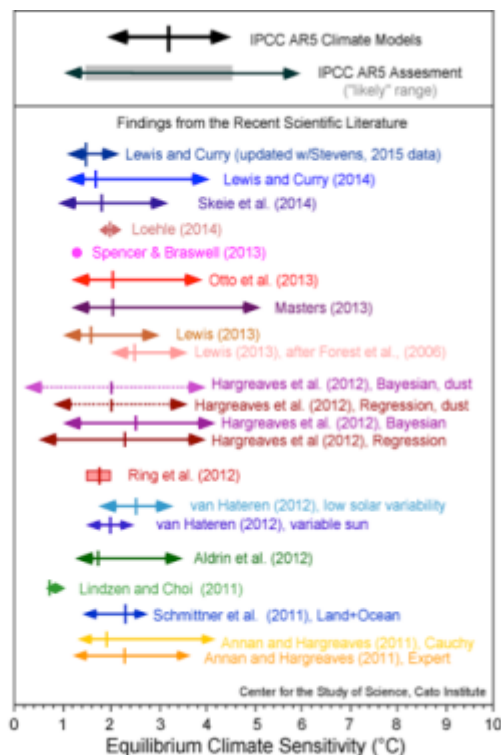 IPCC AR5 Climate Models
IPCC AR5 Assesment
("likely" range)
Findings from the Recent Scientific Literature
Lewis and Curry (updated w/Stevens, 2015 data)
Lewis and Curry (2014)
Skeie et al. (2014)
Loehle (2014)
Spencer & Braswell (2013)
Otto et al. (2013)
Masters (2013)
Lewis (2013)
Lewis (2013), after Forest et al., (2006)
Hargreaves et al. (2012), Bayesian, dust
Hargreaves et al. (2012), Regression, dust
Hargreaves et al. (2012), Bayesian
Hargreaves et al (2012), Regression
Ring et al. (2012)
van Hateren (2012), low solar variability
van Hateren (2012), variable sun
Aldrin et al. (2012)
Lindzen and Choi (2011)
Schmittner et al. (2011), Land+Ocean
Annan and Hargreaves (2011), Cauchy
Annan and Hargreaves (2011), Expert
Center for the Study of Science, Cato Institute
0 1 2 3 4 5 6 7 8 9 10
Equilibrium Climate Sensitivity (°C)